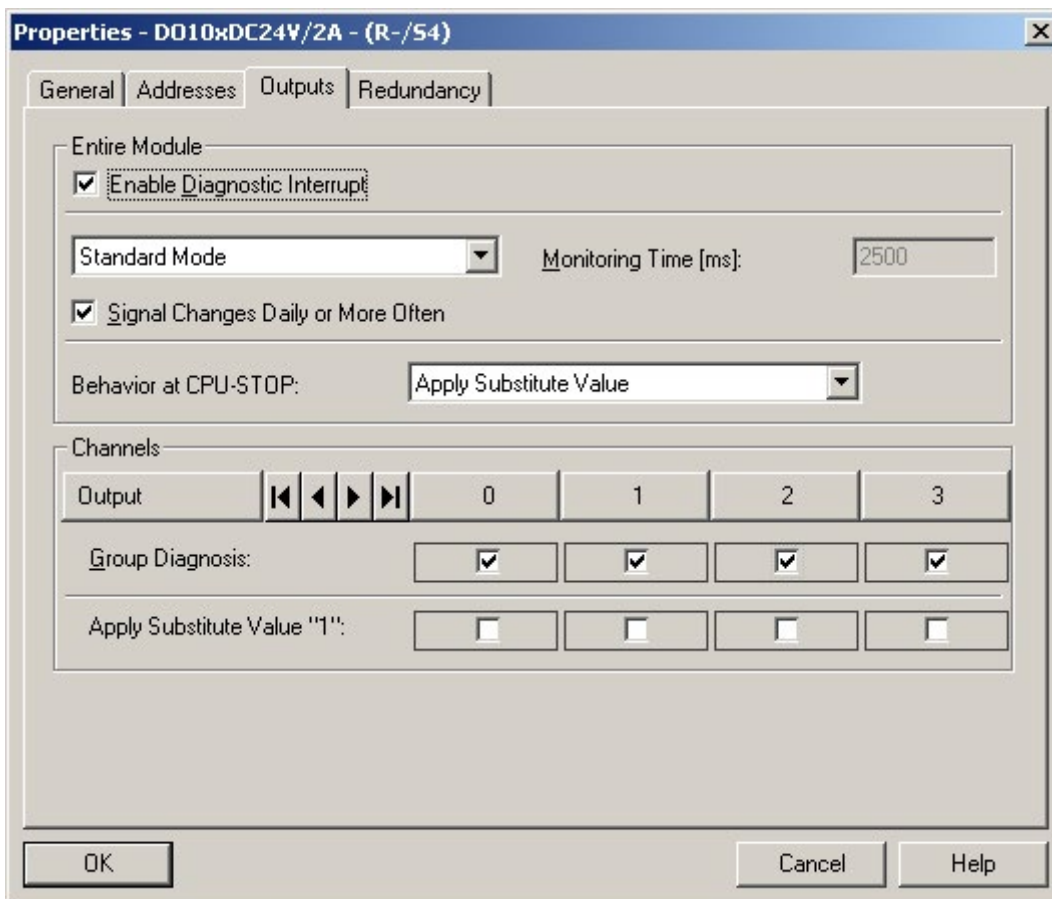 Properties - DO10xDC24V/2A - (R-/S4)
General Addresses Outputs Redundancy
Entire Module
Enable Diagnostic Interrupt
Standard Mode Monitoring Time [ms]: 2500
Signal Changes Daily or More Often
Behavior at CPU-STOP: Apply Substitute Value
Channels
Output 0 1 2 3
Group Diagnosis:
Apply Substitute Value "1":
OK Cancel Help